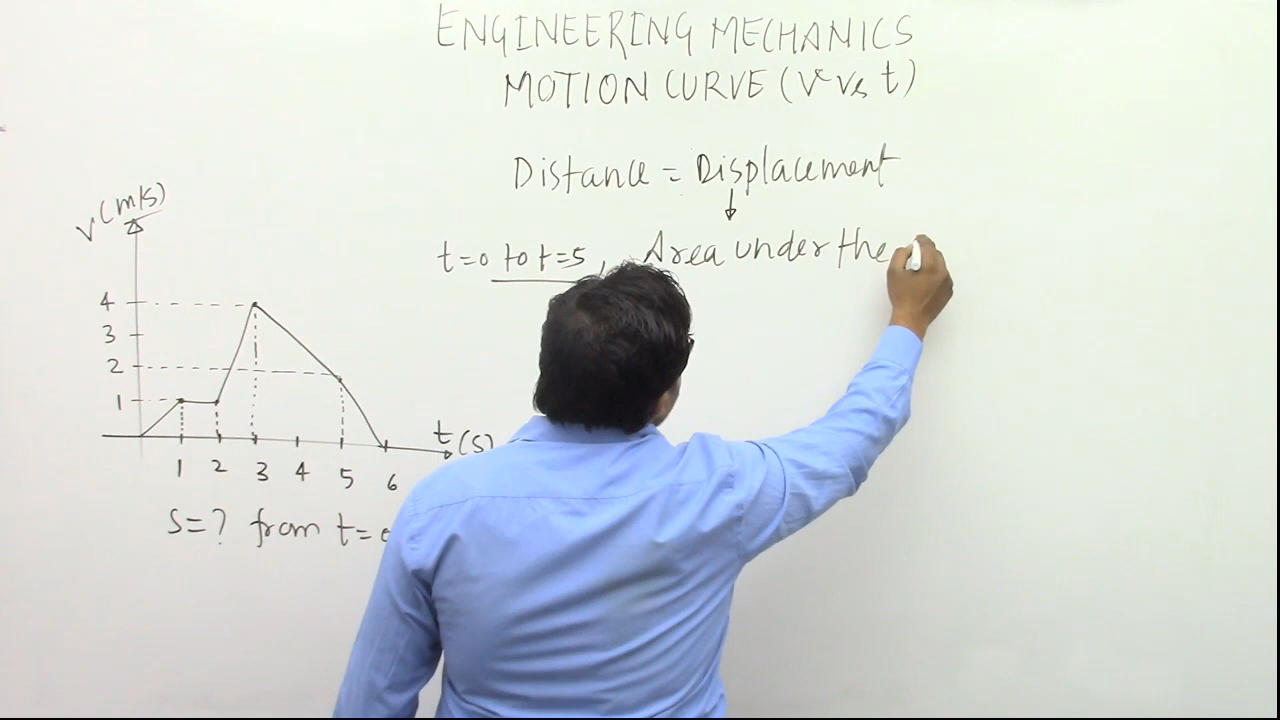 ENGINEERING MECHANICS
MOTION CURVE (V vs t)
Distance = Displacement
t=0 to t=5, Area under the
V (m/s)
4
3
2
1
t (s)
1 2 3 4 5 6
S=? from t=